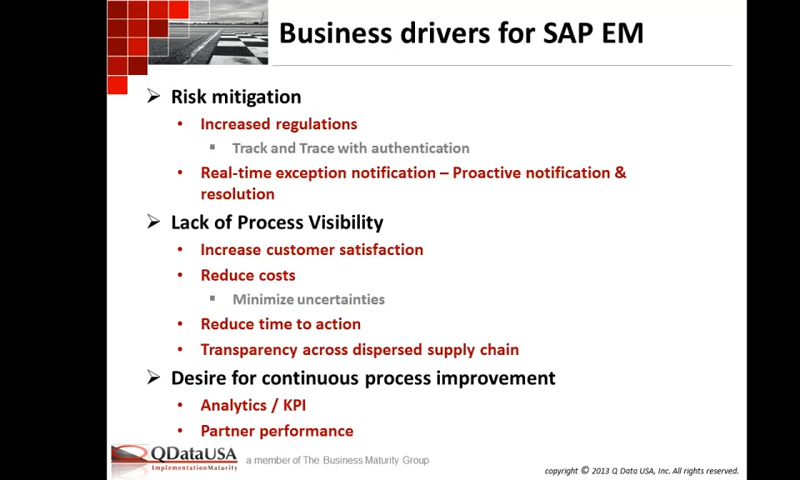 Business drivers for SAP EM
➢ Risk mitigation
• Increased regulations
▪ Track and Trace with authentication
• Real-time exception notification – Proactive notification &
resolution
➢ Lack of Process Visibility
• Increase customer satisfaction
• Reduce costs
▪ Minimize uncertainties
• Reduce time to action
• Transparency across dispersed supply chain
➢ Desire for continuous process improvement
• Analytics / KPI
• Partner performance
QDataUSA
ImplementationMaturity
a member of The Business Maturity Group
copyright © 2013 Q Data USA, Inc. All rights reserved.